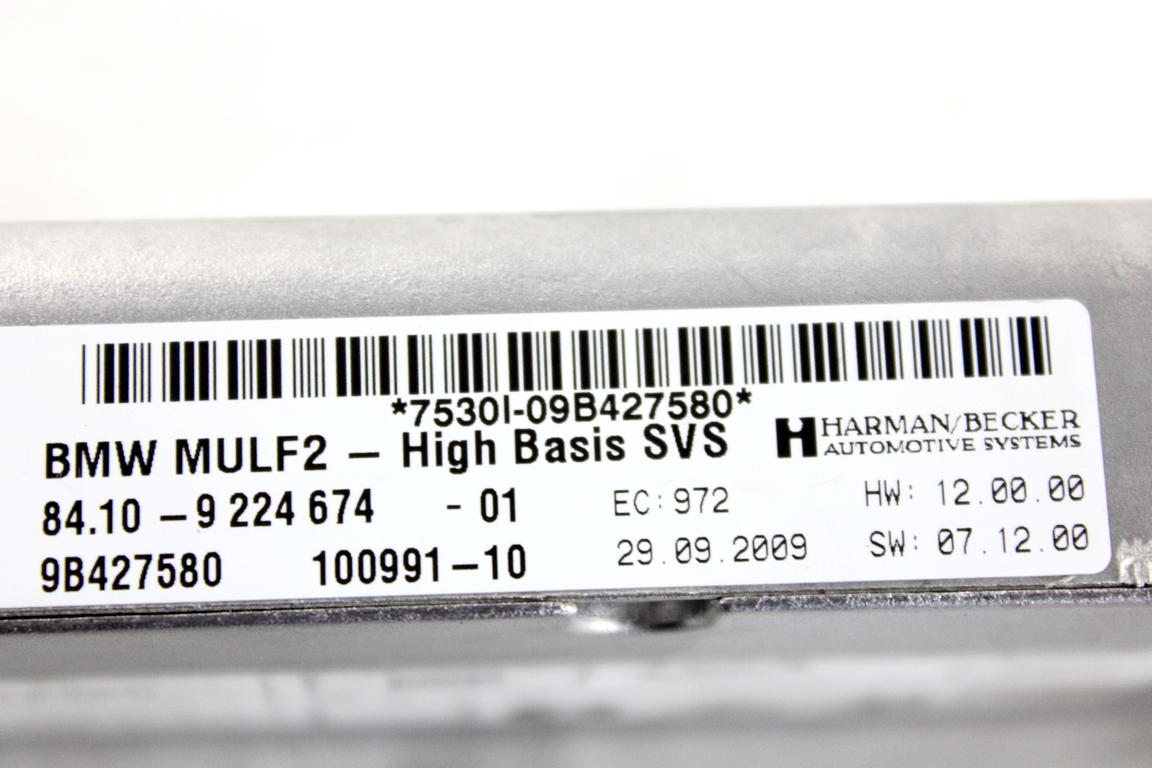 *7530I-09B427580*
BMW MULF2 – High Basis SVS
HARMAN/BECKER
AUTOMOTIVE SYSTEMS
84.10 – 9 224 674 - 01 EC: 972 HW: 12.00.00
9B427580 100991–10 29.09.2009 SW: 07.12.00